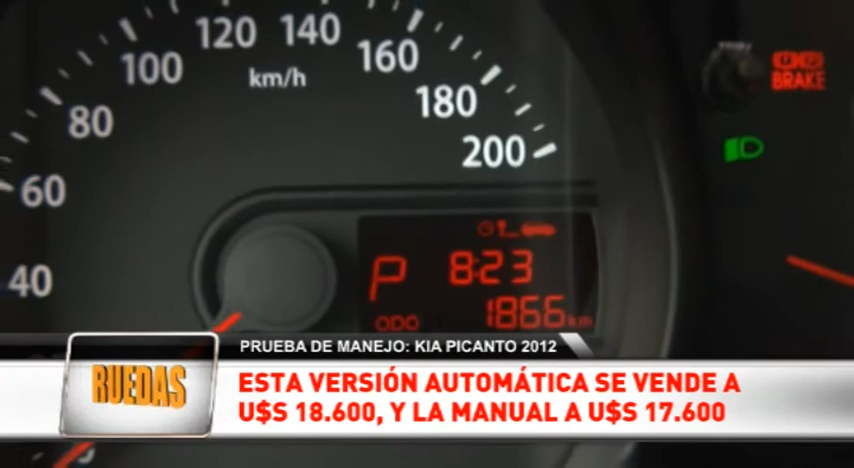 120 140
100 160
km/h
80 180
200
60
BRAKE
40
P 8:23
ODO 1866 km
PRUEBA DE MANEJO: KIA PICANTO 2012
RUEDAS
ESTA VERSIÓN AUTOMÁTICA SE VENDE A
U$S 18.600, Y LA MANUAL A U$S 17.600